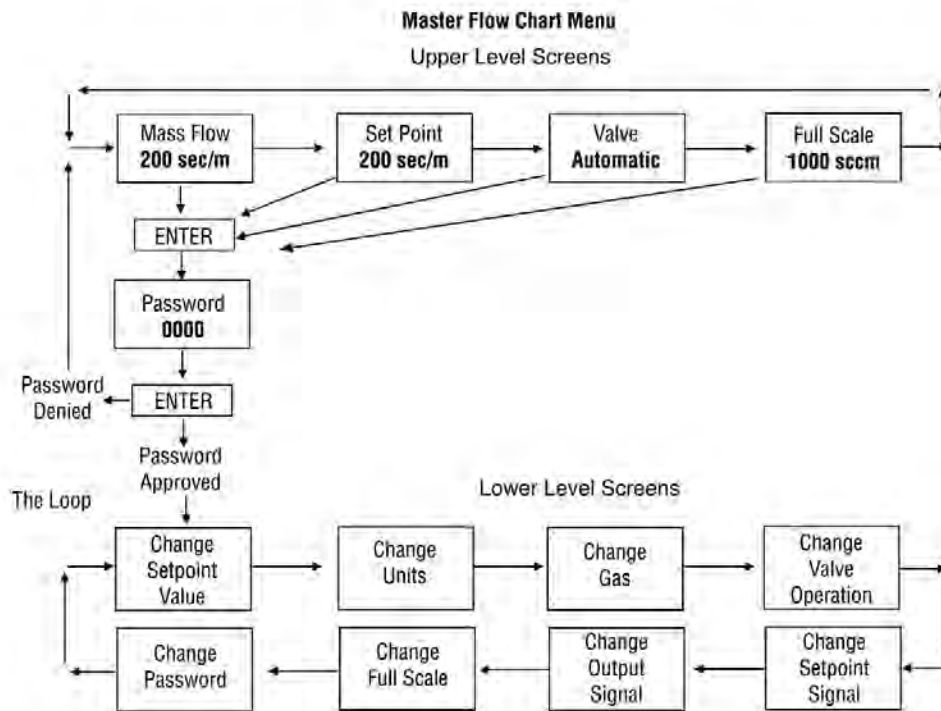 Master Flow Chart Menu
Upper Level Screens
Mass Flow
200 sec/m
Set Point
200 sec/m
Valve
Automatic
Full Scale
1000 sccm
ENTER
Password
0000
ENTER
Password
Denied
Password
Approved
The Loop
Lower Level Screens
Change
Setpoint
Value
Change
Units
Change
Gas
Change
Valve
Operation
Change
Password
Change
Full Scale
Change
Output
Signal
Change
Setpoint
Signal